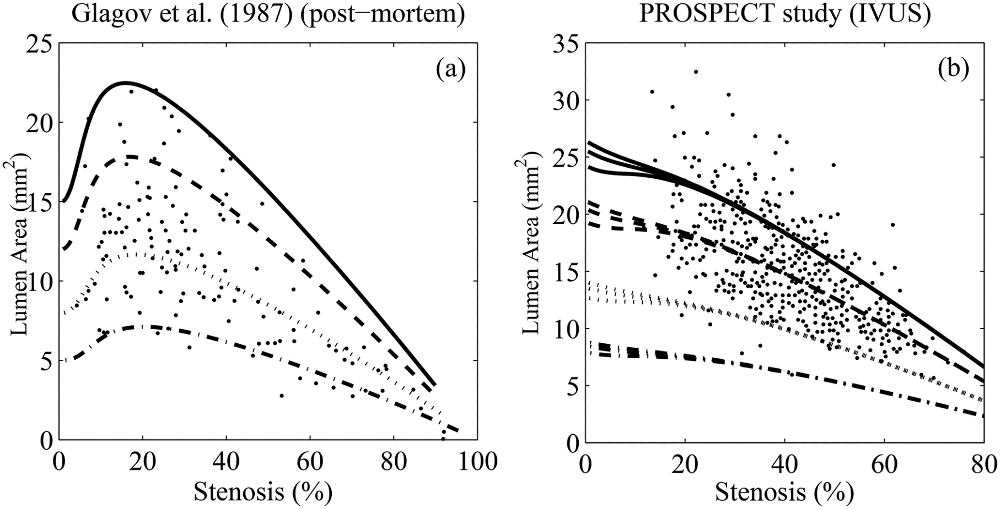 Glagov et al. (1987) (post−mortem)
25
20
15
10
5
0
(a)
Lumen Area (mm2)
0 20 40 60 80 100
Stenosis (%)
PROSPECT study (IVUS)
35
30
25
20
15
10
5
0
(b)
Lumen Area (mm2)
0 20 40 60 80
Stenosis (%)